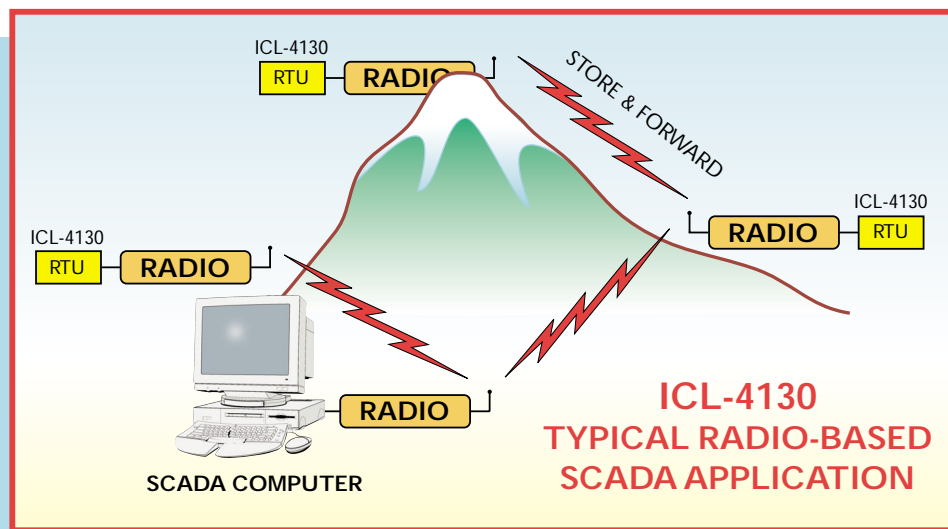 ICL-4130
RTU
RADIO
STORE & FORWARD
ICL-4130
RADIO
RTU
ICL-4130
RTU
RADIO
RADIO
SCADA COMPUTER
ICL-4130
TYPICAL RADIO-BASED
SCADA APPLICATION